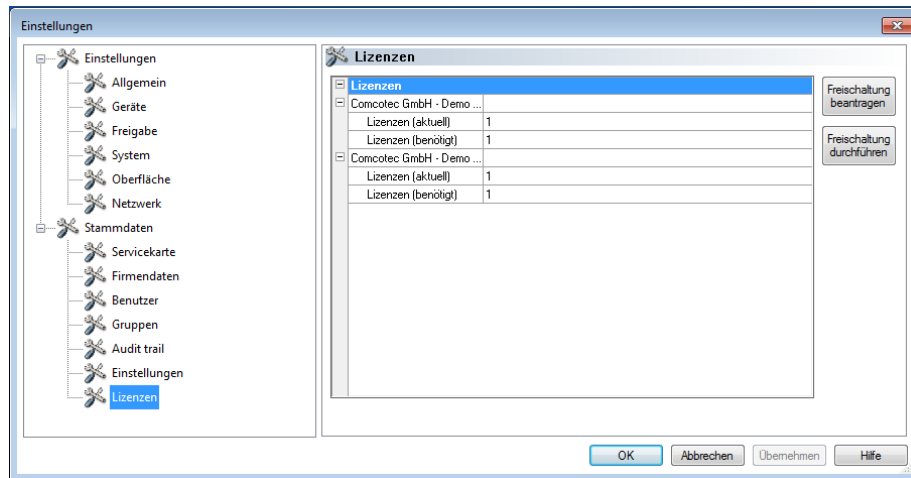 Einstellungen
Einstellungen
Allgemein
Geräte
Freigabe
System
Oberfläche
Netzwerk
Stammdaten
Servicekarte
Firmendaten
Benutzer
Gruppen
Audit trail
Einstellungen
Lizenzen
Lizenzen
Lizenzen
Comcotec GmbH - Demo ...
Lizenzen (aktuell) 1
Lizenzen (benötigt) 1
Comcotec GmbH - Demo ...
Lizenzen (aktuell) 1
Lizenzen (benötigt) 1
Freischaltung
beantragen
Freischaltung
durchführen
OK Abbrechen Übernehmen Hilfe